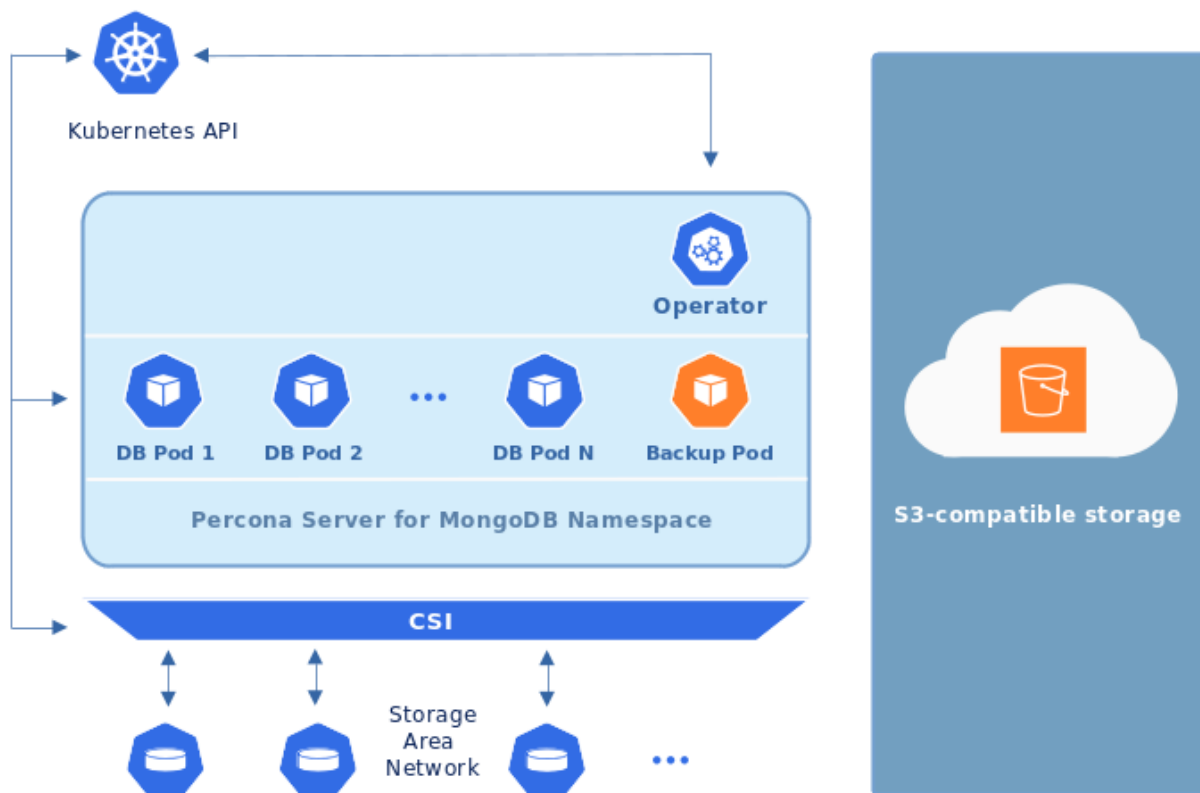 Kubernetes API
Operator
DB Pod 1
DB Pod 2
DB Pod N
Backup Pod
Percona Server for MongoDB Namespace
S3-compatible storage
CSI
Storage
Area
Network